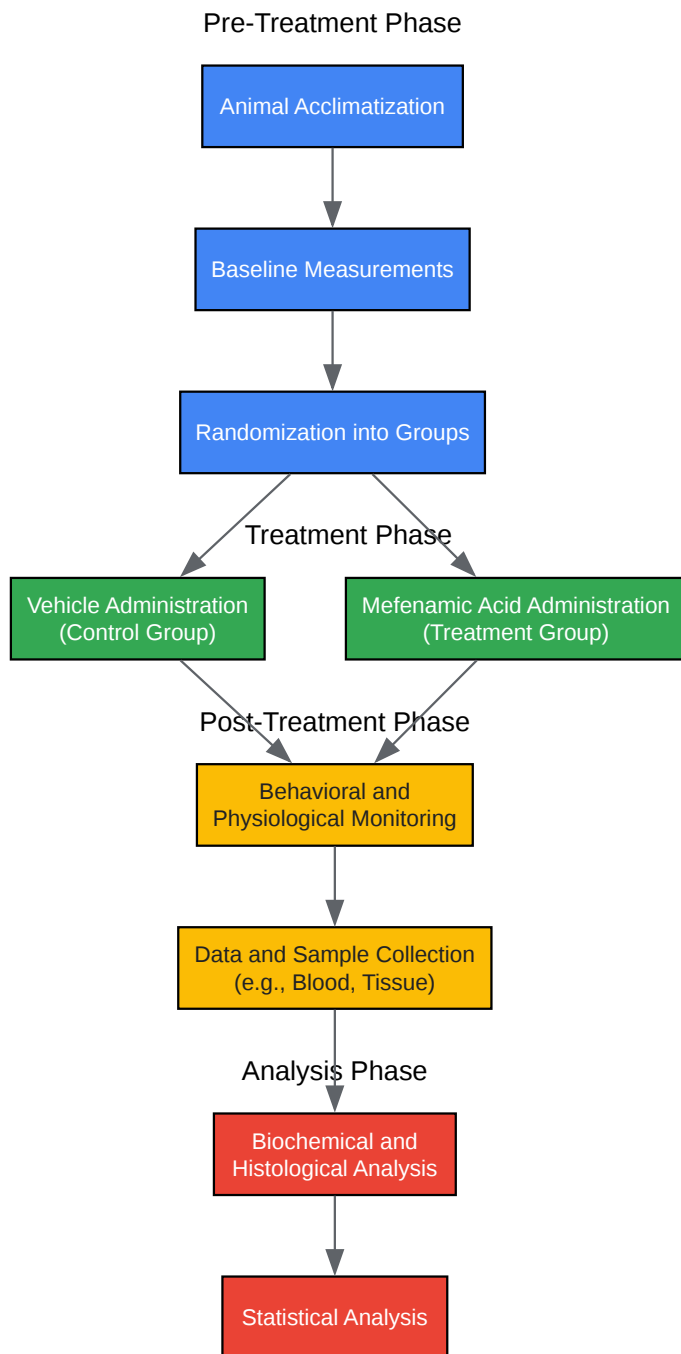 Pre-Treatment Phase
Animal Acclimatization
Baseline Measurements
Randomization into Groups
Treatment Phase
Vehicle Administration
(Control Group)
Mefenamic Acid Administration
(Treatment Group)
Post-Treatment Phase
Behavioral and
Physiological Monitoring
Data and Sample Collection
(e.g., Blood, Tissue)
Analysis Phase
Biochemical and
Histological Analysis
Statistical Analysis